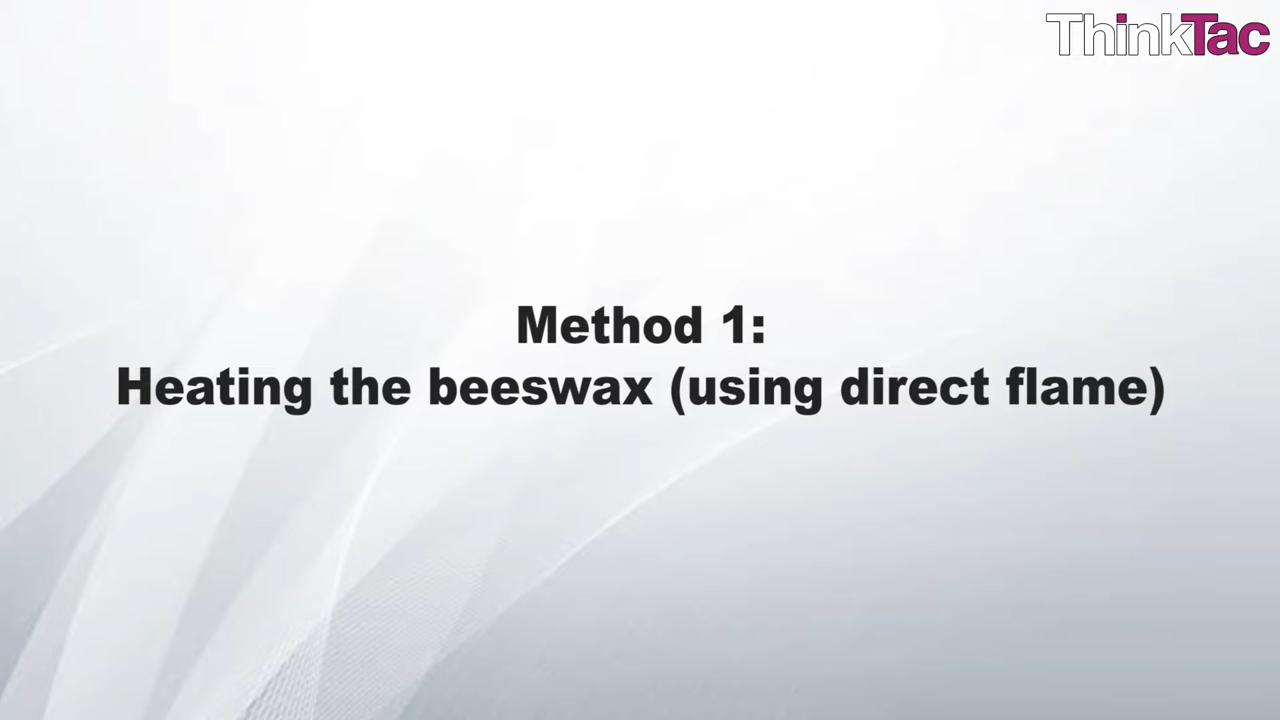 ThinkTac
Method 1:
Heating the beeswax (using direct flame)